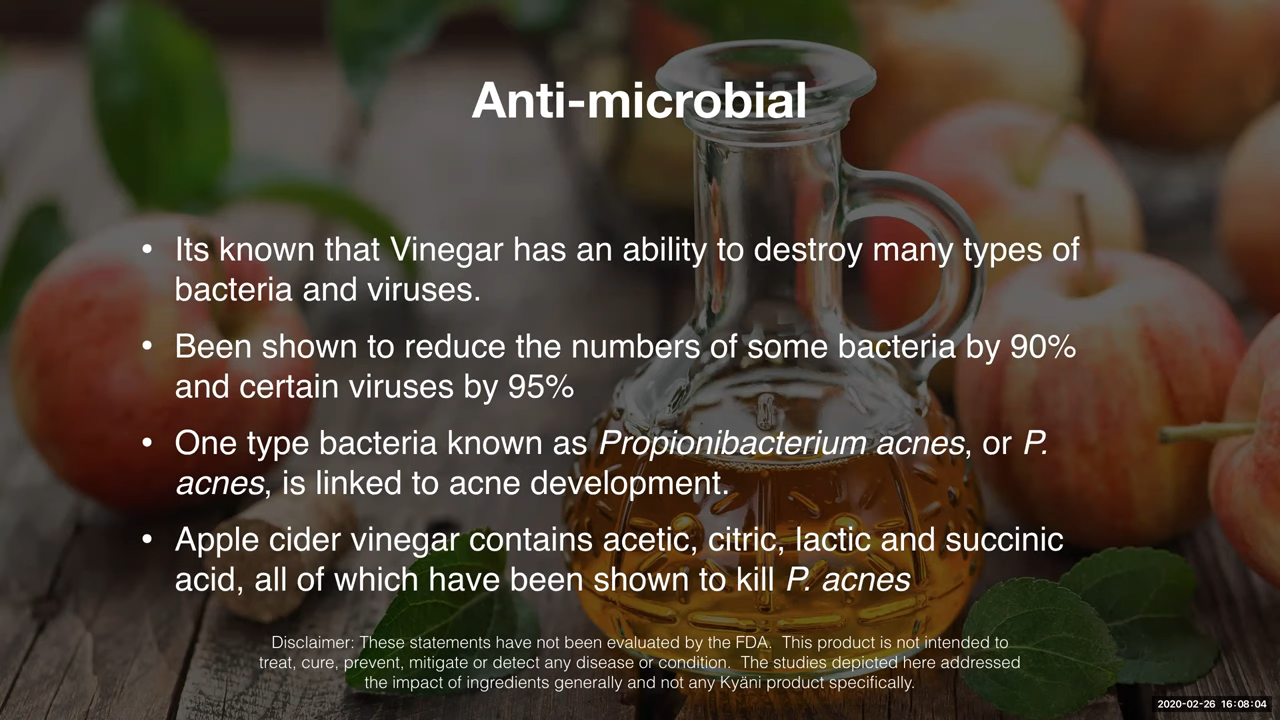 Anti-microbial
• Its known that Vinegar has an ability to destroy many types of
bacteria and viruses.
• Been shown to reduce the numbers of some bacteria by 90%
and certain viruses by 95%
• One type bacteria known as Propionibacterium acnes, or P.
acnes, is linked to acne development.
• Apple cider vinegar contains acetic, citric, lactic and succinic
acid, all of which have been shown to kill P. acnes
Disclaimer: These statements have not been evaluated by the FDA.  This product is not intended to
treat, cure, prevent, mitigate or detect any disease or condition.  The studies depicted here addressed
the impact of ingredients generally and not any Kyäni product specifically.
2020-02-26 16:08:04